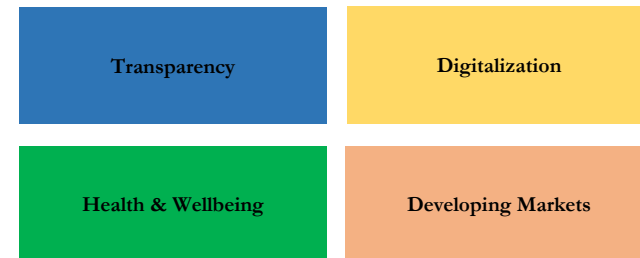 Transparency
Digitalization
Health & Wellbeing
Developing Markets